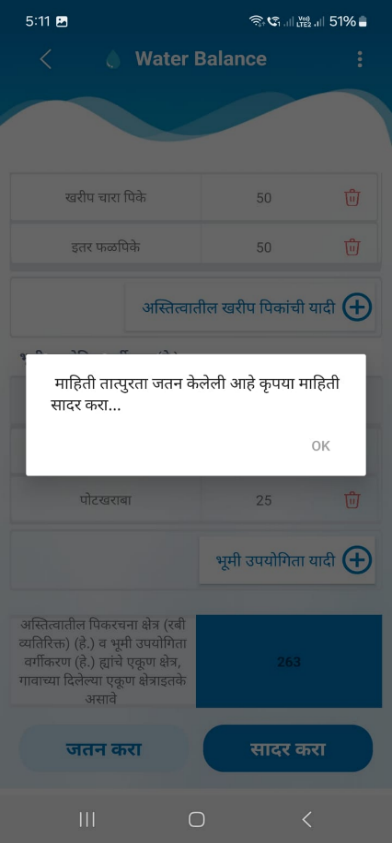 5:11 51%
Water Balance
खरीप चारा पिके 50
इतर फळपिके 50
अस्तित्वातील खरीप पिकांची यादी
माहिती तात्पुरता जतन केलेली आहे कृपया माहिती
सादर करा...
OK
पोटखराबा 25
भूमी उपयोगिता यादी
अस्तित्वातील पिकरचना क्षेत्र (रबी
व्यतिरिक्त) (हे.) व भूमी उपयोगिता
वर्गीकरण (हे.) ह्यांचे एकूण क्षेत्र,
गावाच्या दिलेल्या एकूण क्षेत्राइतके
असावे
263
जतन करा सादर करा